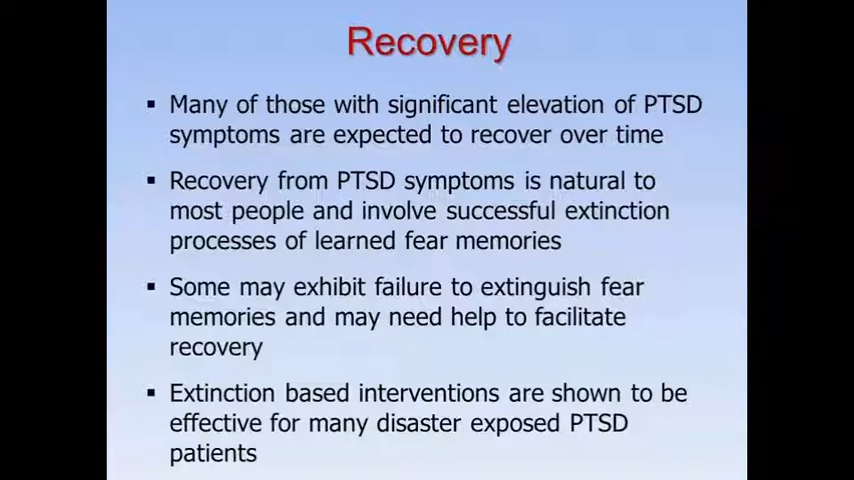 Recovery
▪ Many of those with significant elevation of PTSD
symptoms are expected to recover over time
▪ Recovery from PTSD symptoms is natural to
most people and involve successful extinction
processes of learned fear memories
▪ Some may exhibit failure to extinguish fear
memories and may need help to facilitate
recovery
▪ Extinction based interventions are shown to be
effective for many disaster exposed PTSD
patients